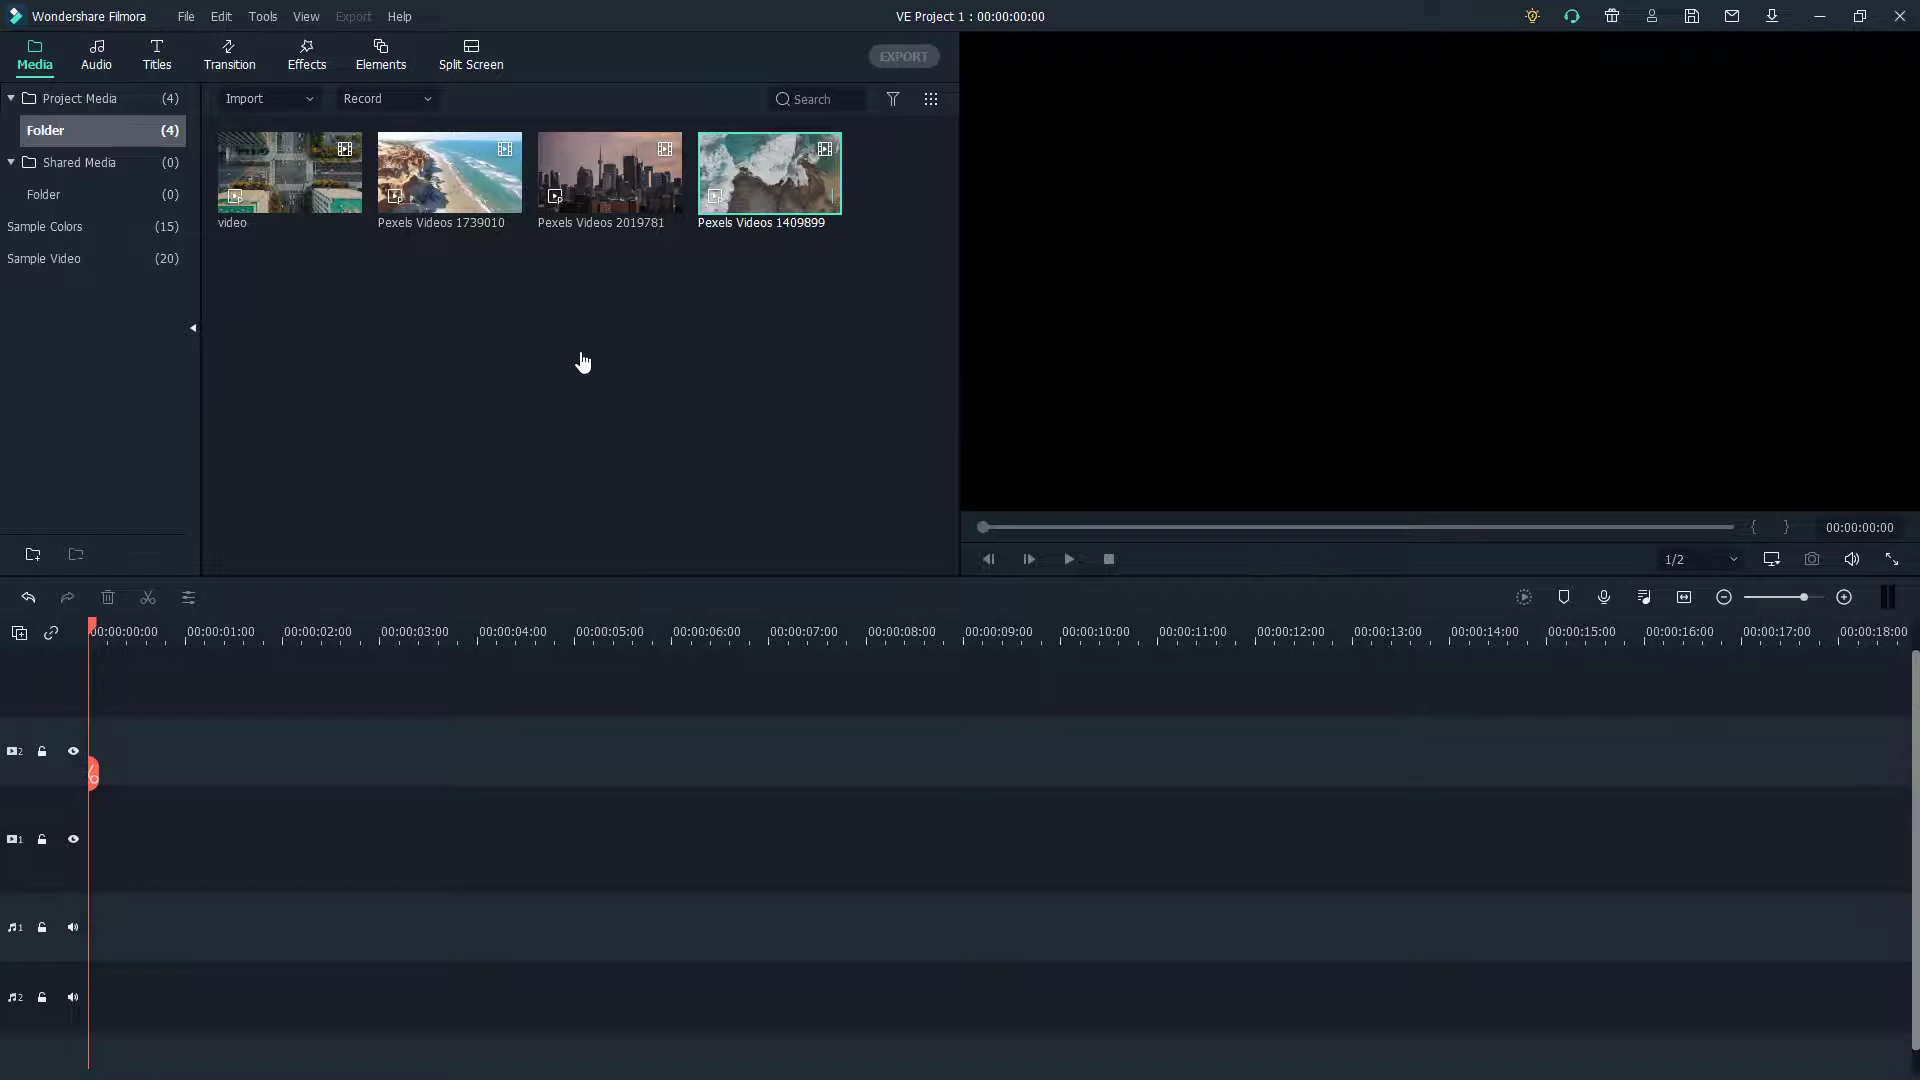 Wondershare Filmora File Edit Tools View Export Help VE Project 1 : 00:00:00:00
Media Audio Titles Transition Effects Elements Split Screen EXPORT
Project Media (4)
Folder (4)
Shared Media (0)
Folder (0)
Sample Colors (15)
Sample Video (20)
Import Record Search
video Pexels Videos 1739010 Pexels Videos 2019781 Pexels Videos 1409899
{ } 00:00:00:00
1/2
00:00:00:00 00:00:01:00 00:00:02:00 00:00:03:00 00:00:04:00 00:00:05:00 00:00:06:00 00:00:07:00 00:00:08:00 00:00:09:00 00:00:10:00 00:00:11:00 00:00:12:00 00:00:13:00 00:00:14:00 00:00:15:00 00:00:16:00 00:00:17:00 00:00:18:00
2
1
1
2